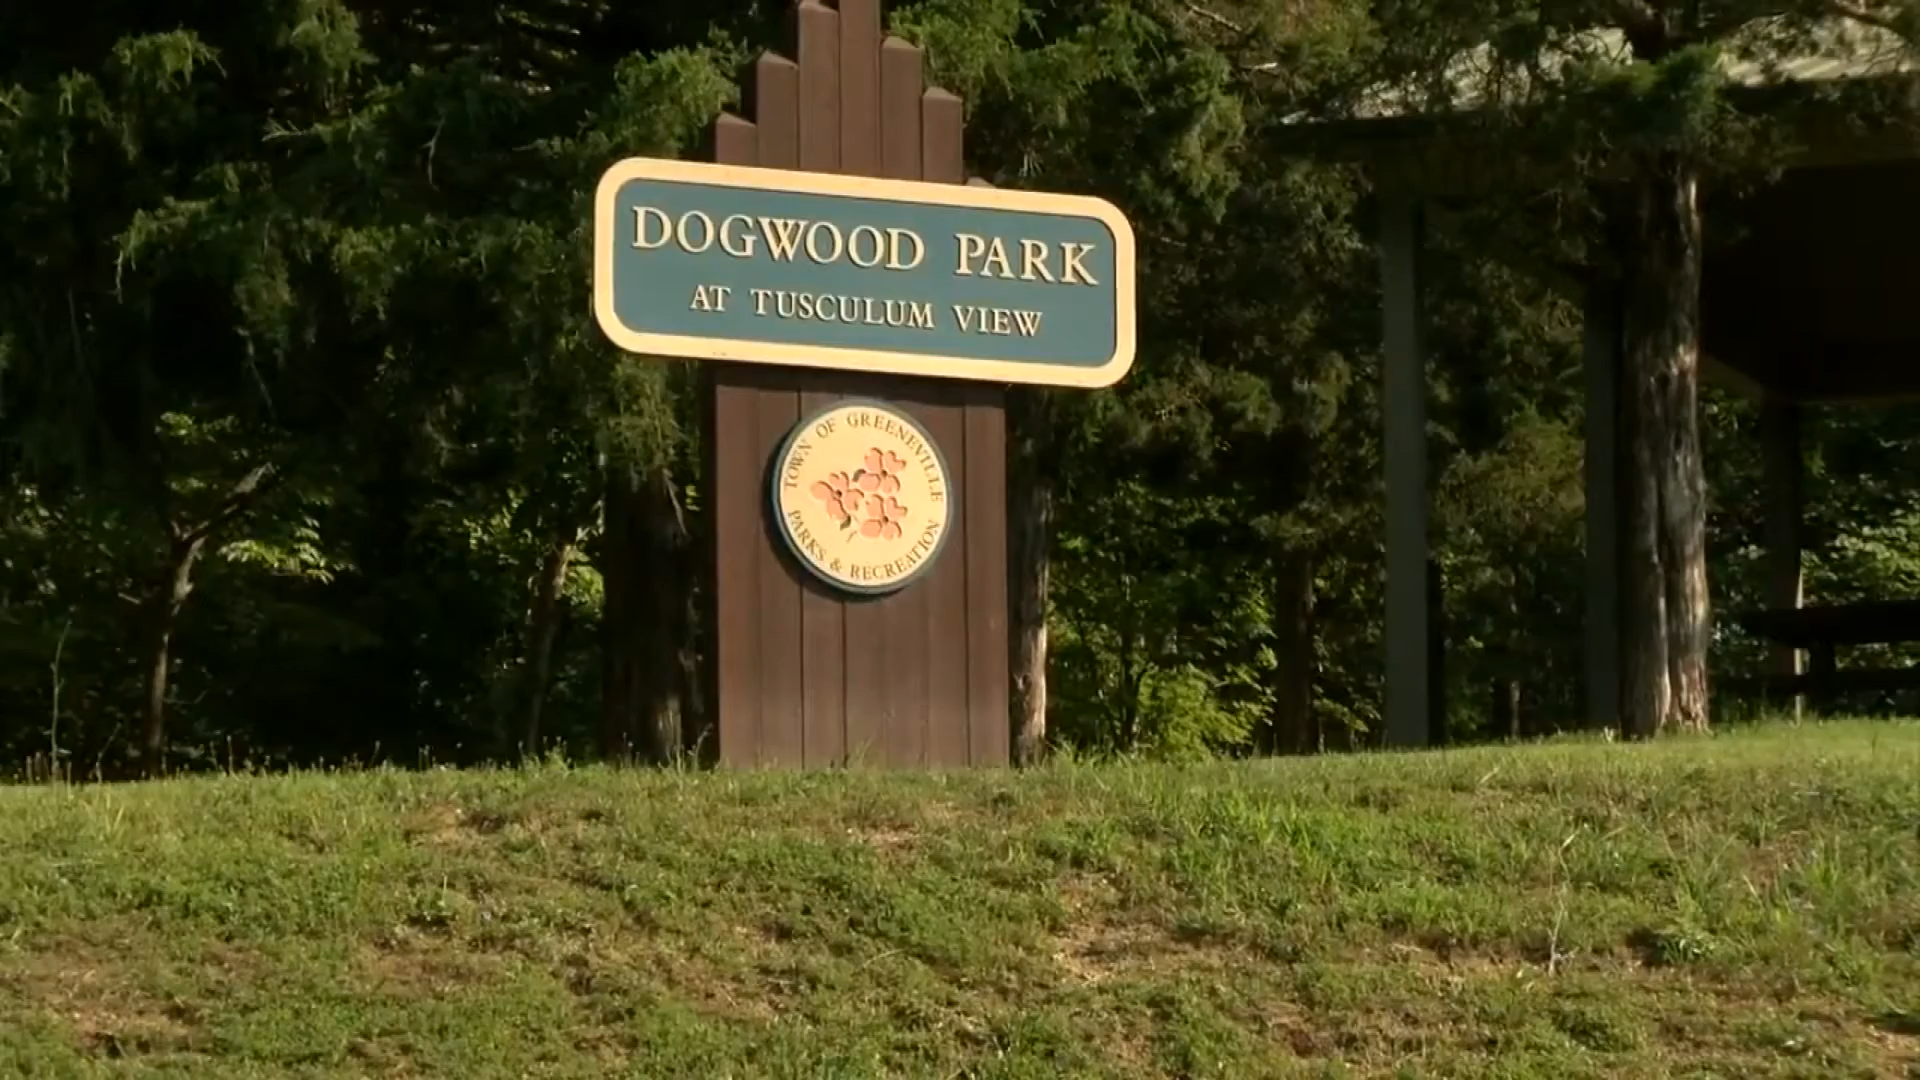 DOGWOOD PARK
AT TUSCULUM VIEW
TOWN OF GREENEVILLE
PARKS & RECREATION